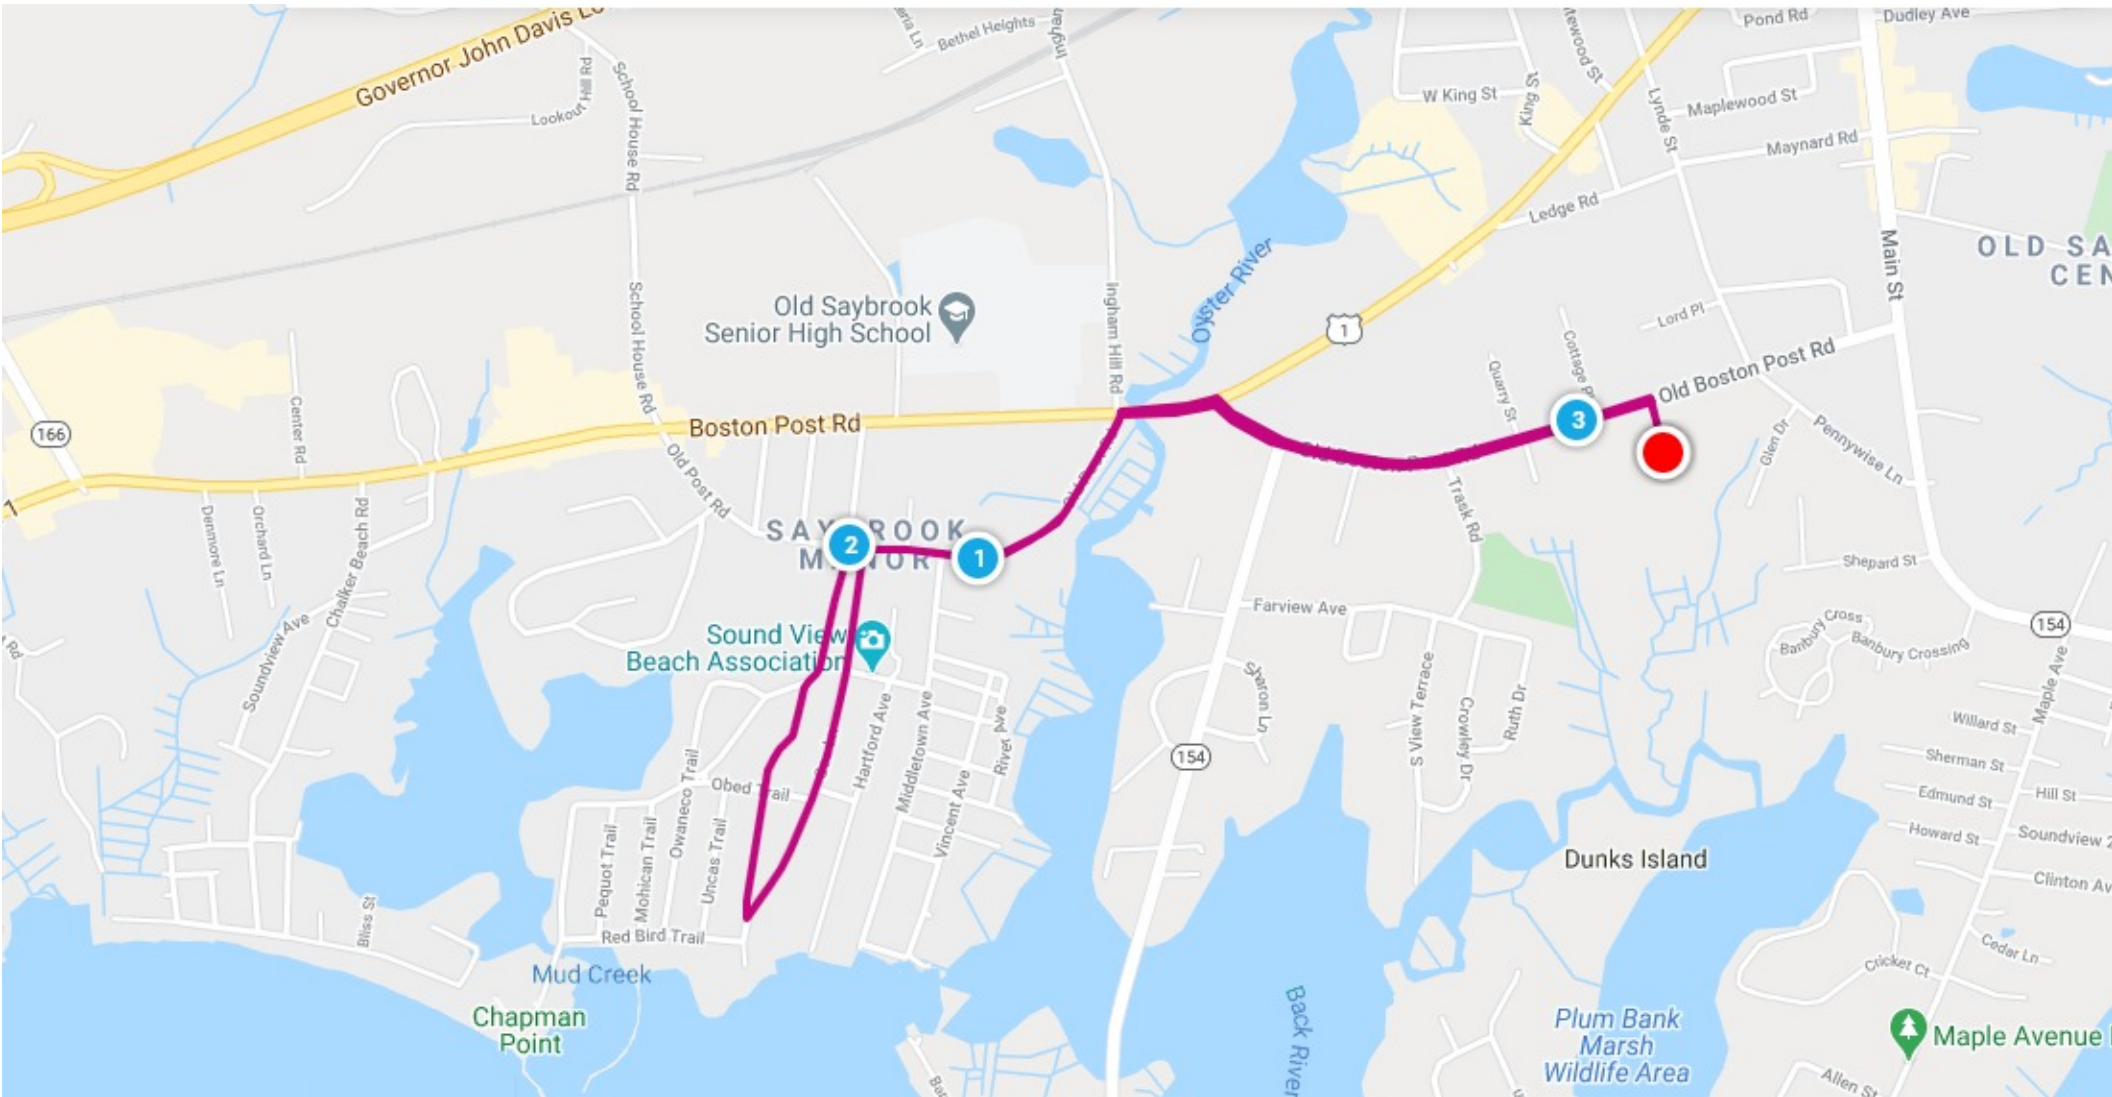 Governor John Davis Lo
Bethel Heights
Pond Rd
Dudley Ave
Lookout Hill Rd
School House Rd
W King St
King St
Lynde St
Maplewood St
Maynard Rd
Ledge Rd
Main St
OLD SA
CEN
School House Rd
Old Saybrook
Senior High School
Ingham Hill Rd
Oyster River
1
Lord Pl
Quarry St
Cottage P
Old Boston Post Rd
3
166
Center Rd
Boston Post Rd
Old Post Rd
Glen Dr
Pennywise Ln
Trask Rd
1
Denmore Ln
Orchard Ln
Chalker Beach Rd
2
1
Shepard St
Farview Ave
154
Banbury Cross
Banbury Crossing
Soundview Ave
Rd
Sound View
Beach Association
Sharon Ln
S View Terrace
Crowley Dr
Ruth Dr
Maple Ave
Willard St
Hartford Ave
Middletown Ave
River Ave
154
Sherman St
Owaneco Trail
Obed Trail
Edmund St
Hill St
Pequot Trail
Mohican Trail
Uncas Trail
Vincent Ave
Howard St
Soundview 2
Dunks Island
Clinton Av
Bliss St
Red Bird Trail
Cedar Ln
Cricket Ct
Mud Creek
Chapman
Point
Back River
Plum Bank
Marsh
Wildlife Area
Maple Avenue
Allen St